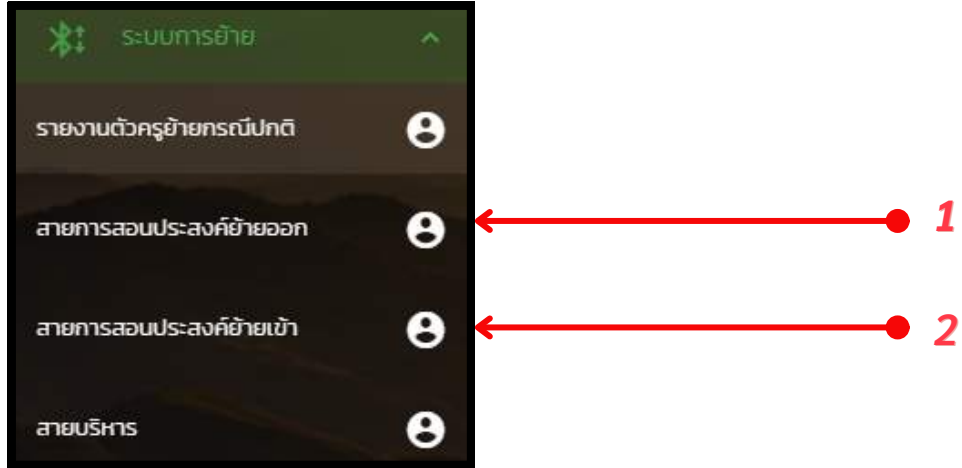 ระบบการย้าย
รายงานตัวครูย้ายกรณีปกติ
สายการสอนประสงค์ย้ายออก
1
สายการสอนประสงค์ย้ายเข้า
2
สายบริหาร